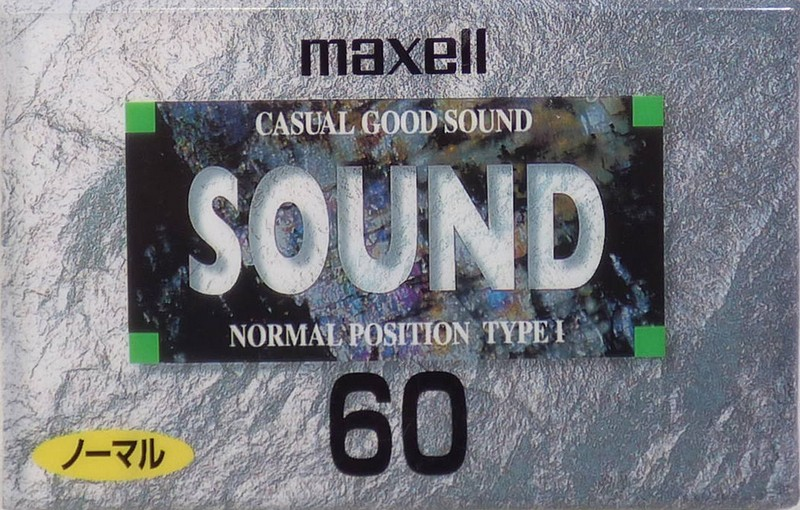 maxell
CASUAL GOOD SOUND
SOUND
NORMAL POSITION TYPE I
60
ノーマル